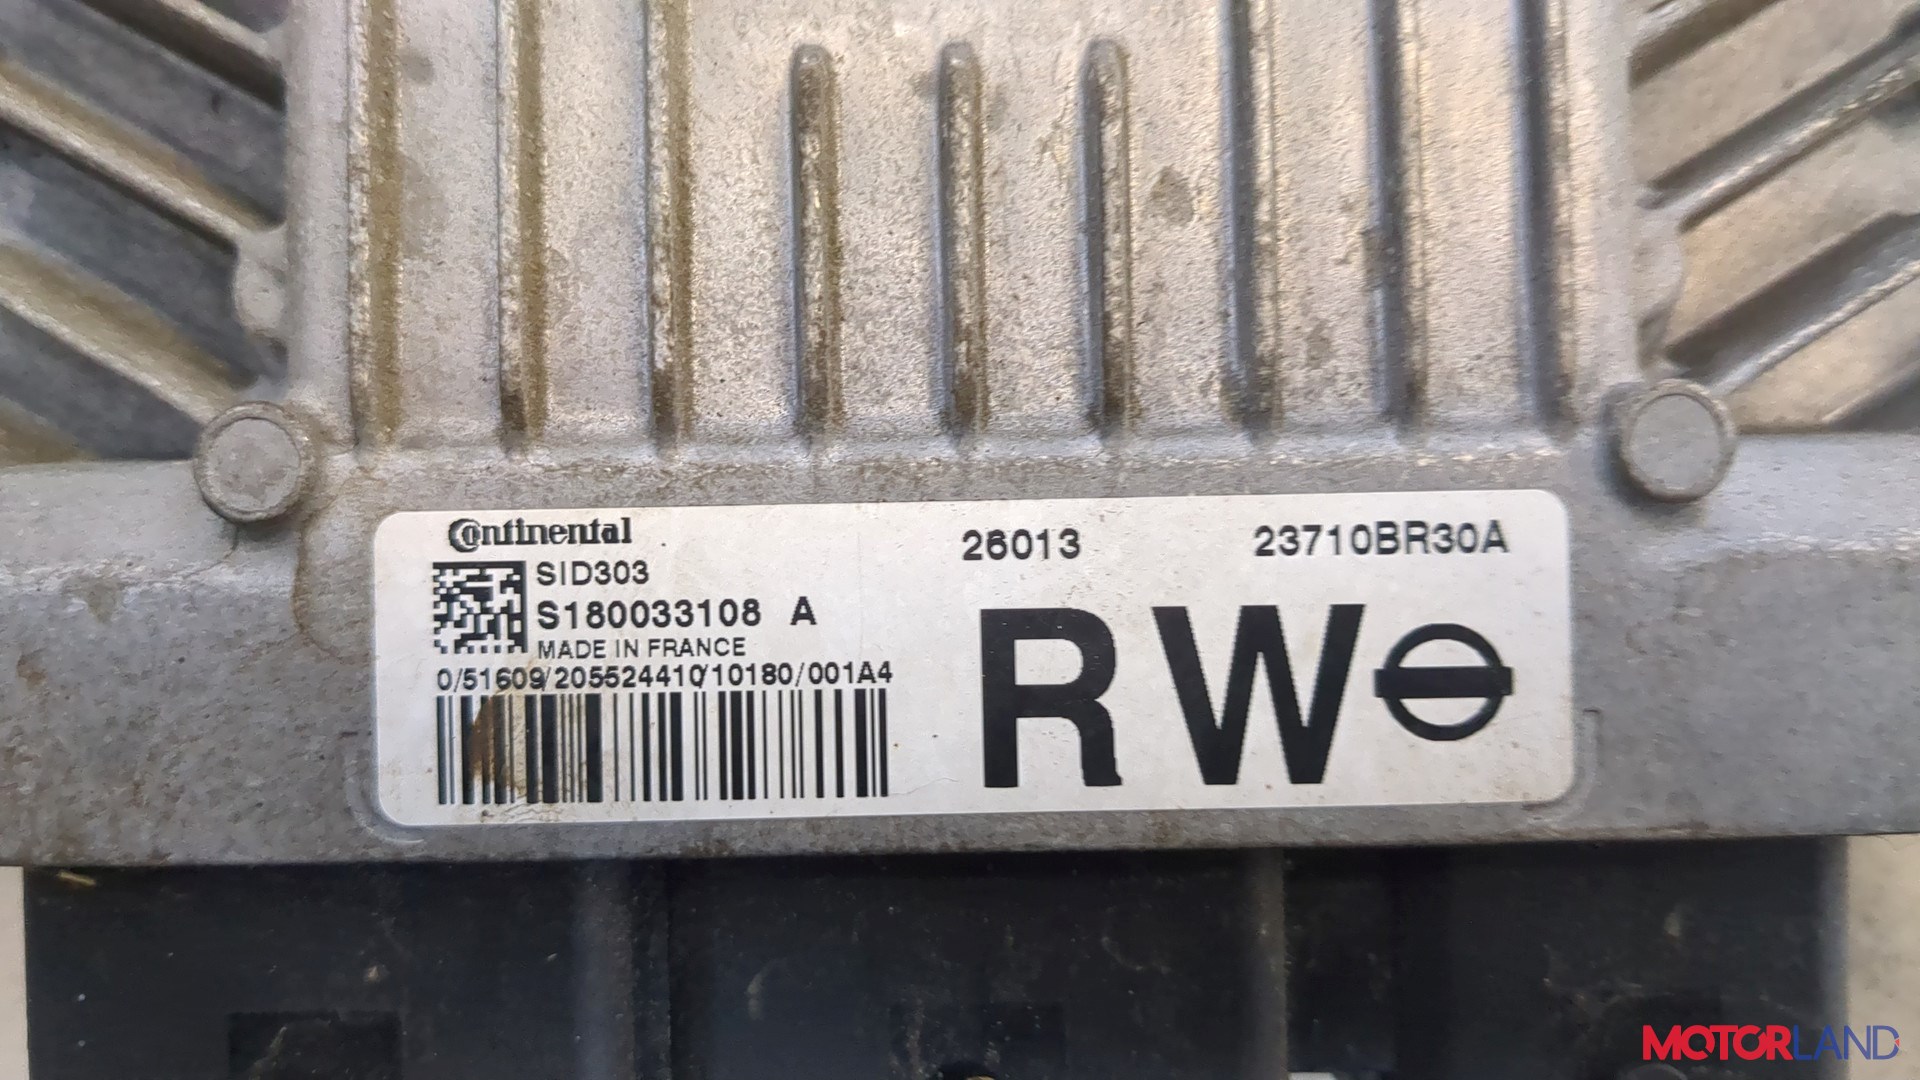 Continental
SID303
S180033108 A
MADE IN FRANCE
0/51609/205524410/10180/001A4
26013
23710BR30A
RW
MOTORLAND